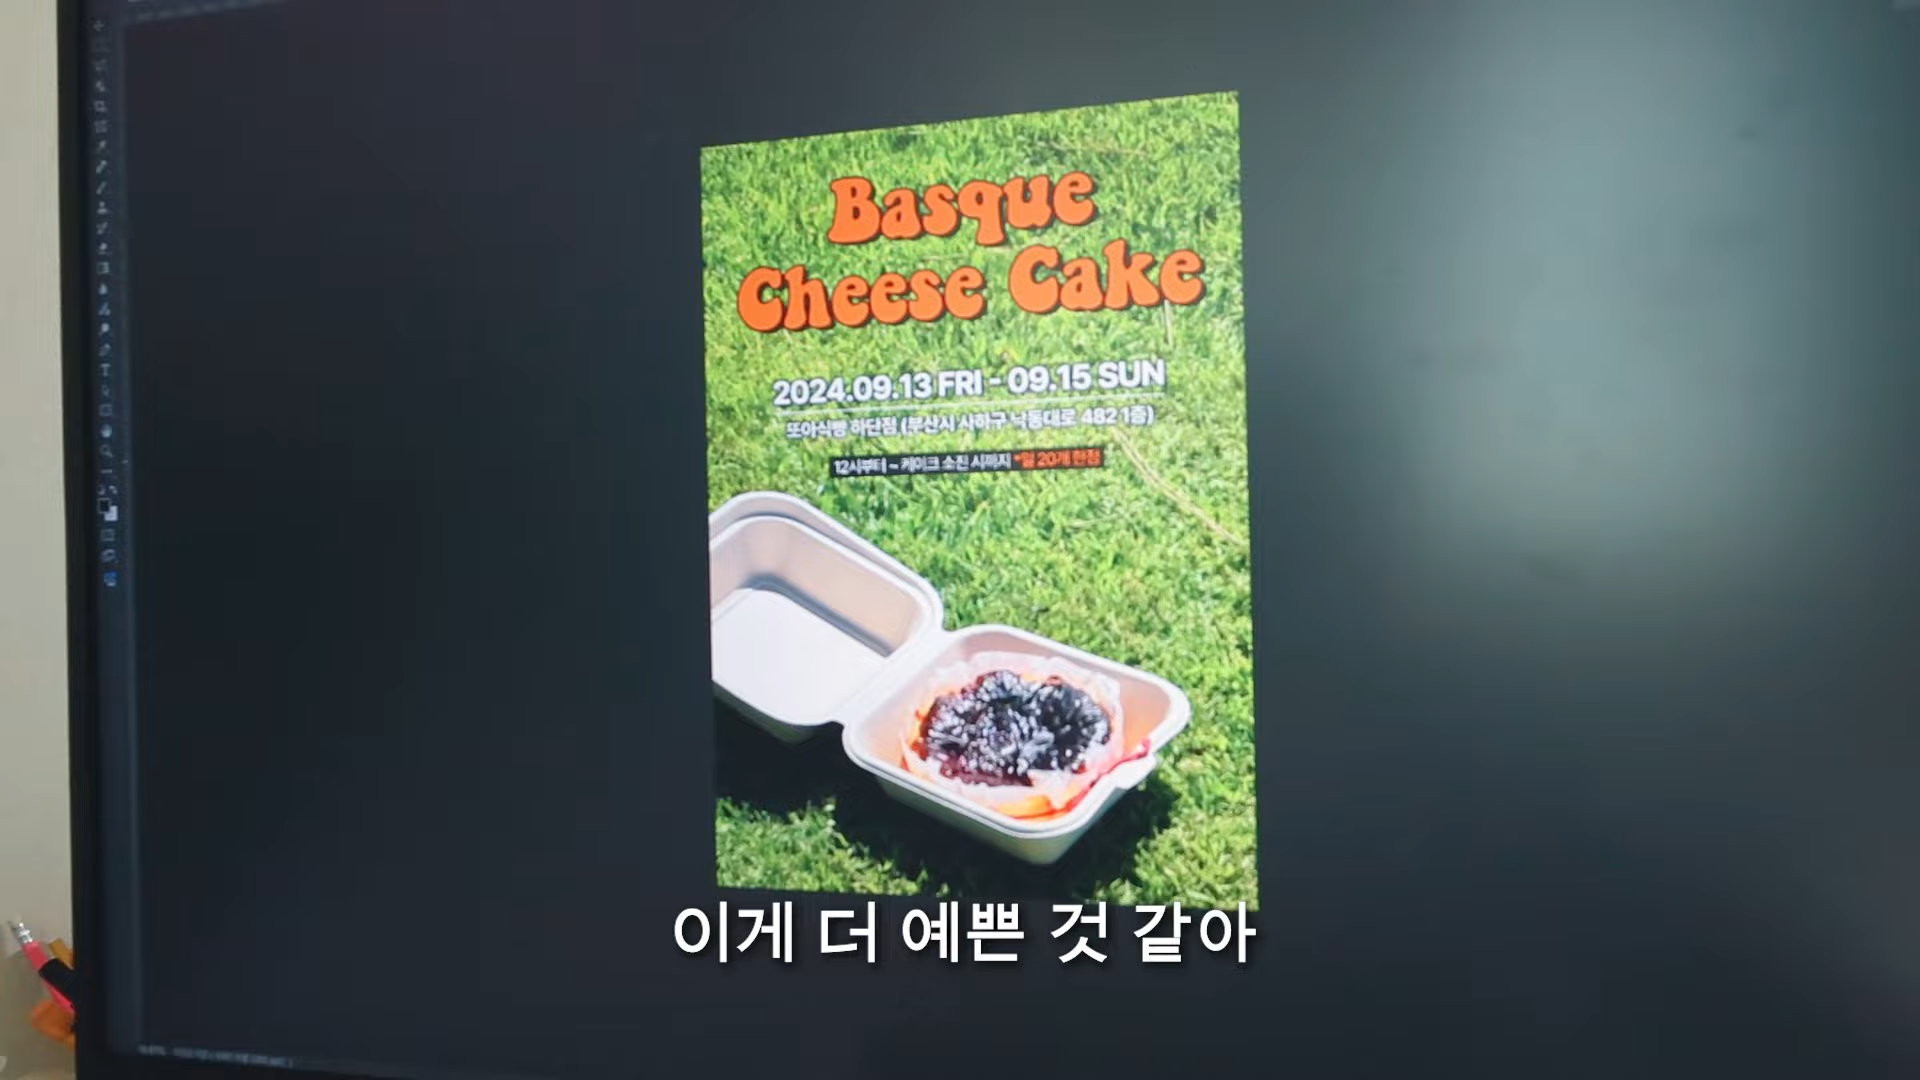 Basque
Cheese Cake
2024.09.13 FRI - 09.15 SUN
또아식빵 하단점 (부산시 사하구 낙동대로 482 1층)
12시부터 ~ 케이크 소진 시까지 *일 20개 한정
이게 더 예쁜 것 같아